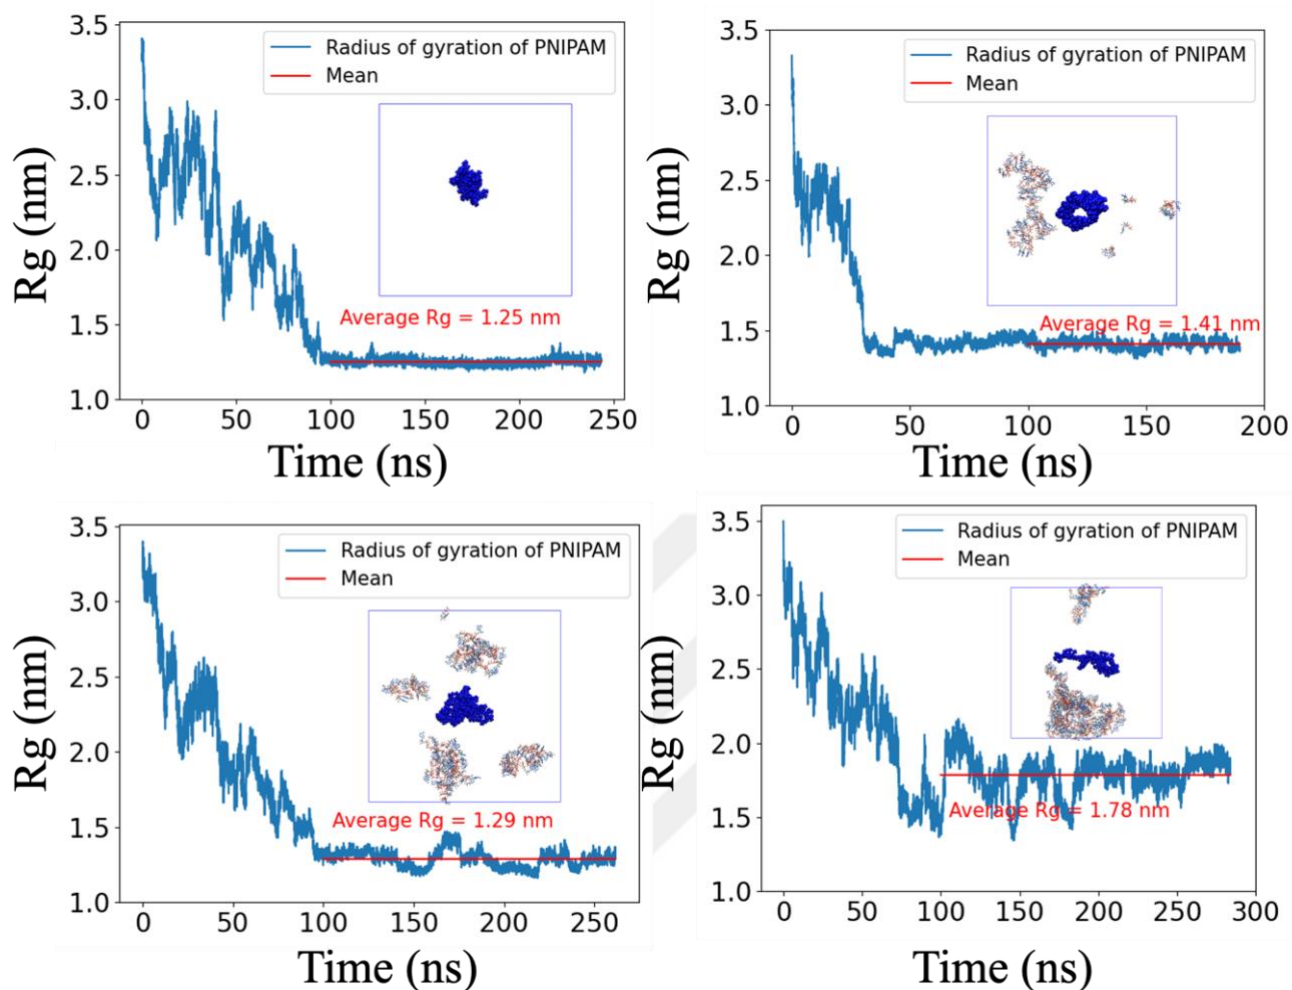 Rg (nm)
3.5
3.0
2.5
2.0
1.5
1.0
Radius of gyration of PNIPAM
Mean
Average Rg = 1.25 nm
0 50 100 150 200 250
Time (ns)
Rg (nm)
3.5
3.0
2.5
2.0
1.5
1.0
Radius of gyration of PNIPAM
Mean
Average Rg = 1.41 nm
0 50 100 150 200
Time (ns)
Rg (nm)
3.5
3.0
2.5
2.0
1.5
1.0
Radius of gyration of PNIPAM
Mean
Average Rg = 1.29 nm
0 50 100 150 200 250
Time (ns)
Rg (nm)
3.5
3.0
2.5
2.0
1.5
1.0
Radius of gyration of PNIPAM
Mean
Average Rg = 1.78 nm
0 50 100 150 200 250 300
Time (ns)